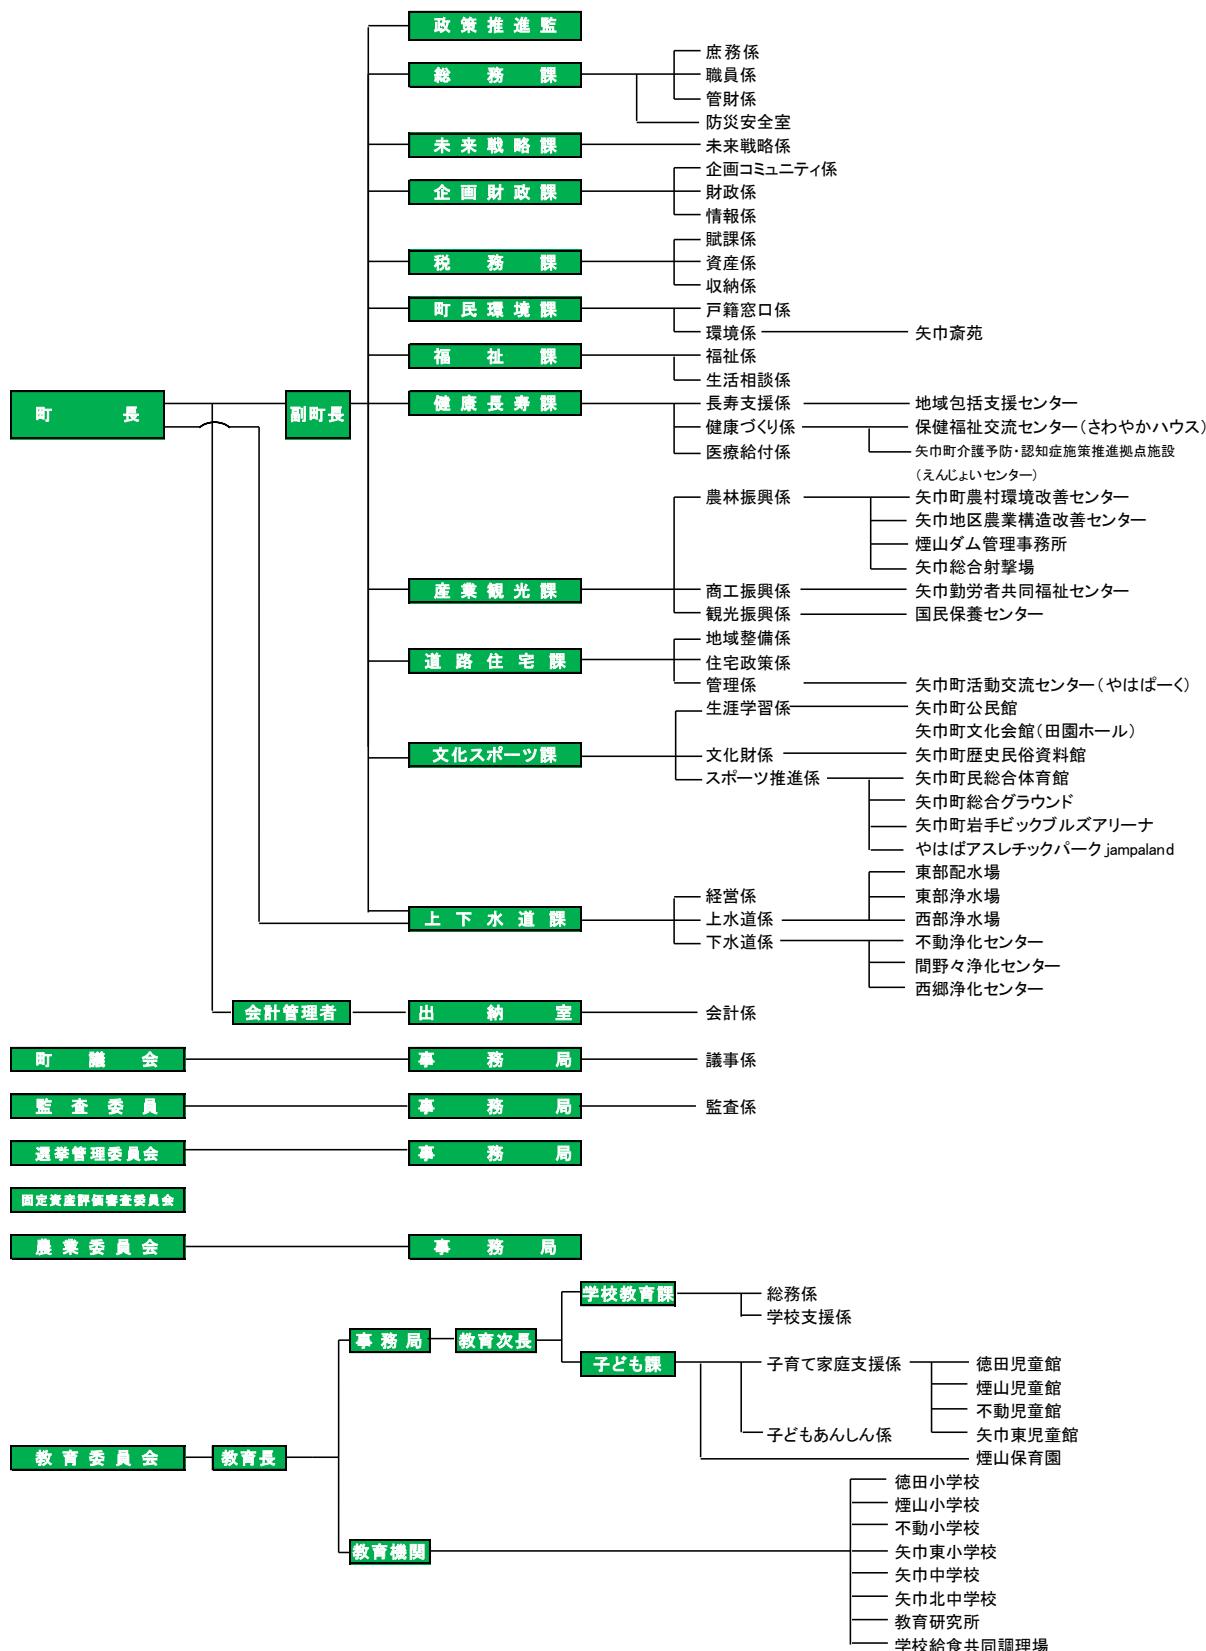 政策推進監
総務課
庶務係
職員係
管財係
防災安全室
未来戦略課
未来戦略係
企画財政課
企画コミュニティ係
財政係
情報係
税務課
賦課係
資産係
収納係
町民環境課
戸籍窓口係
環境係
矢巾斎苑
福祉課
福祉係
生活相談係
町長
副町長
健康長寿課
長寿支援係
地域包括支援センター
健康づくり係
保健福祉交流センター(さわやかハウス)
医療給付係
矢巾町介護予防・認知症施策推進拠点施設
(えんじょいセンター)
農林振興係
矢巾町農村環境改善センター
矢巾地区農業構造改善センター
煙山ダム管理事務所
矢巾総合射撃場
産業観光課
商工振興係
矢巾勤労者共同福祉センター
観光振興係
国民保養センター
道路住宅課
地域整備係
住宅政策係
管理係
矢巾町活動交流センター(やはぱーく)
生涯学習係
矢巾町公民館
矢巾町文化会館(田園ホール)
文化スポーツ課
文化財係
矢巾町歴史民俗資料館
スポーツ推進係
矢巾町民総合体育館
矢巾町総合グラウンド
矢巾町岩手ビックブルズアリーナ
やはばアスレチックパーク jampaland
上下水道課
経営係
上水道係
東部配水場
東部浄水場
西部浄水場
下水道係
不動浄化センター
間野々浄化センター
西郷浄化センター
会計管理者
出納室
会計係
町議会
事務局
議事係
監査委員
事務局
監査係
選挙管理委員会
事務局
固定資産評価審査委員会
農業委員会
事務局
教育委員会
教育長
事務局
教育次長
学校教育課
総務係
学校支援係
子ども課
子育て家庭支援係
徳田児童館
煙山児童館
不動児童館
矢巾東児童館
子どもあんしん係
煙山保育園
教育機関
徳田小学校
煙山小学校
不動小学校
矢巾東小学校
矢巾中学校
矢巾北中学校
教育研究所
学校給食共同調理場